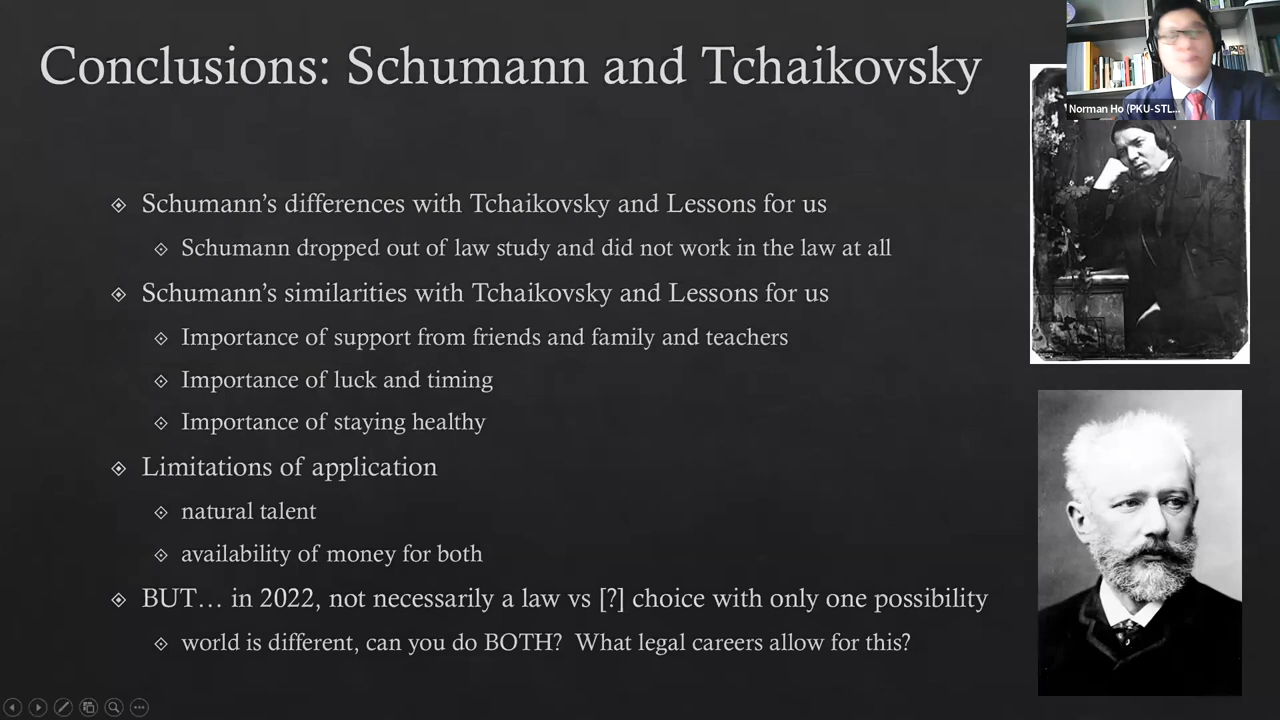 Conclusions: Schumann and Tchaikovsky
Norman Ho (PKU-STL...
Schumann's differences with Tchaikovsky and Lessons for us
Schumann dropped out of law study and did not work in the law at all
Schumann's similarities with Tchaikovsky and Lessons for us
Importance of support from friends and family and teachers
Importance of luck and timing
Importance of staying healthy
Limitations of application
natural talent
availability of money for both
BUT… in 2022, not necessarily a law vs [?] choice with only one possibility
world is different, can you do BOTH?  What legal careers allow for this?